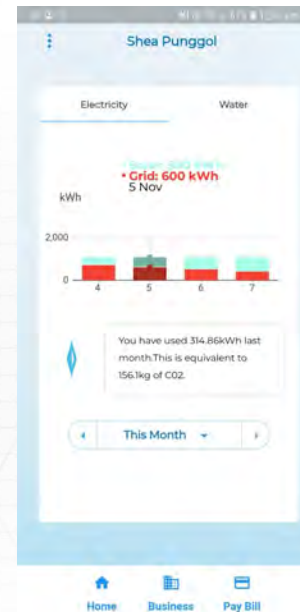 Shea Punggol
Electricity Water
Grid: 600 kWh
5 Nov
kWh
2,000
0
4 5 6 7
You have used 314.86kWh last
month.This is equivalent to
156.1kg of C02.
This Month
Home Business Pay Bill